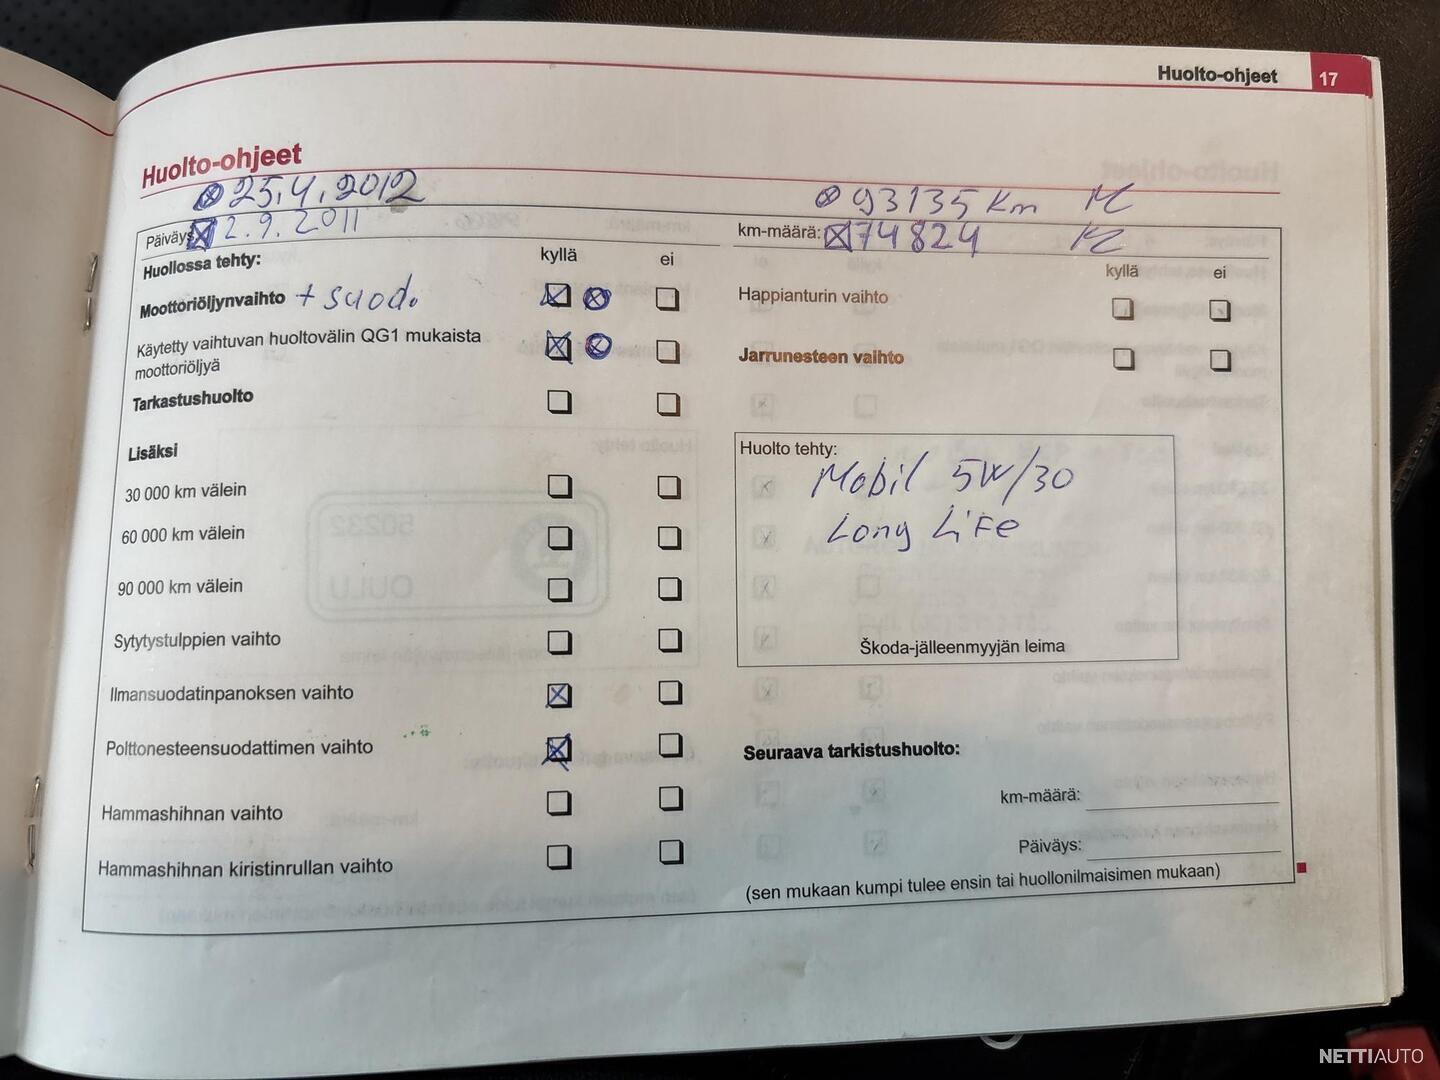 Huolto-ohjeet 17
Huolto-ohjeet
25.4.2012 93135 Km
Päiväys 2.9.2011 km-määrä: 74824
Huollossa tehty: kyllä ei
Moottoriöljynvaihto + suod.
Käytetty vaihtuvan huoltovälin QG1 mukaista
moottoriöljyä
Tarkastushuolto
Lisäksi
30 000 km välein
60 000 km välein
90 000 km välein
Sytytystulppien vaihto
Ilmansuodatinpanoksen vaihto
Polttonesteensuodattimen vaihto
Hammashihnan vaihto
Hammashihnan kiristinrullan vaihto
kyllä ei
Happianturin vaihto
Jarrunesteen vaihto
Huolto tehty:
Mobil 5W/30
Long Life
Škoda-jälleenmyyjän leima
Seuraava tarkistushuolto:
km-määrä:
Päiväys:
(sen mukaan kumpi tulee ensin tai huollonilmaisimen mukaan)
NETTIAUTO